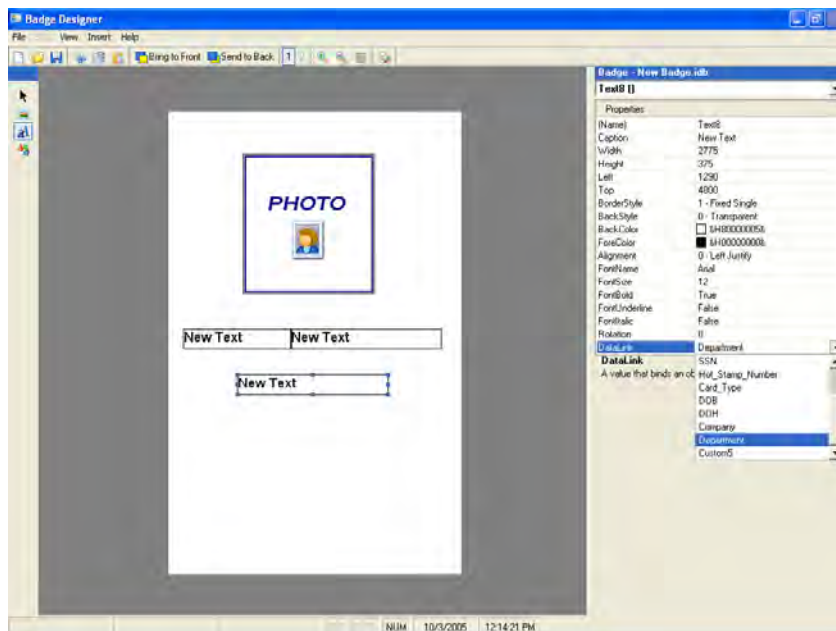 Badge Designer
File View Insert Help
Bring to Front Send to Back 1
Badge - New Badge.idb
Text8 []
Properties
(Name) Text8
Caption New Text
Width 2775
Height 375
Left 1290
Top 4800
BorderStyle 1 - Fixed Single
BackStyle 0 - Transparent
BackColor &H80000005&
ForeColor &H00000000&
Alignment 0 - Left Justify
FontName Arial
FontSize 12
FontBold True
FontUnderline False
FontItalic False
Rotation 0
DataLink Department
DataLink
A value that binds an ob
SSN
Hot_Stamp_Number
Card_Type
DOB
DOH
Company
Department
Custom5
al
PHOTO
New Text New Text
New Text
NUM 10/3/2005 12:14:21 PM